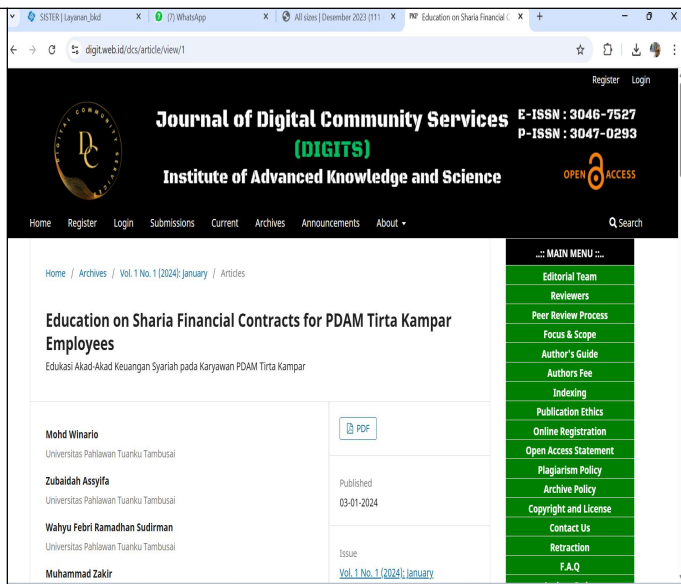 SISTER | Layanan_bkd
(7) WhatsApp
All sizes | Desember 2023 (111
PKP Education on Sharia Financial C
digit.web.id/dcs/article/view/1
Register Login
DIGITAL COMMUNITY SERVICES
DC
Journal of Digital Community Services
(DIGITS)
Institute of Advanced Knowledge and Science
E-ISSN : 3046-7527
P-ISSN : 3047-0293
OPEN ACCESS
Home Register Login Submissions Current Archives Announcements About Search
Home / Archives / Vol. 1 No. 1 (2024): January / Articles
Education on Sharia Financial Contracts for PDAM Tirta Kampar
Employees
Edukasi Akad-Akad Keuangan Syariah pada Karyawan PDAM Tirta Kampar
Mohd Winario
Universitas Pahlawan Tuanku Tambusai
Zubaidah Assyifa
Universitas Pahlawan Tuanku Tambusai
Wahyu Febri Ramadhan Sudirman
Universitas Pahlawan Tuanku Tambusai
Muhammad Zakir
PDF
Published
03-01-2024
Issue
Vol. 1 No. 1 (2024): January
..:: MAIN MENU ::..
Editorial Team
Reviewers
Peer Review Process
Focus & Scope
Author's Guide
Authors Fee
Indexing
Publication Ethics
Online Registration
Open Access Statement
Plagiarism Policy
Archive Policy
Copyright and License
Contact Us
Retraction
F.A.Q